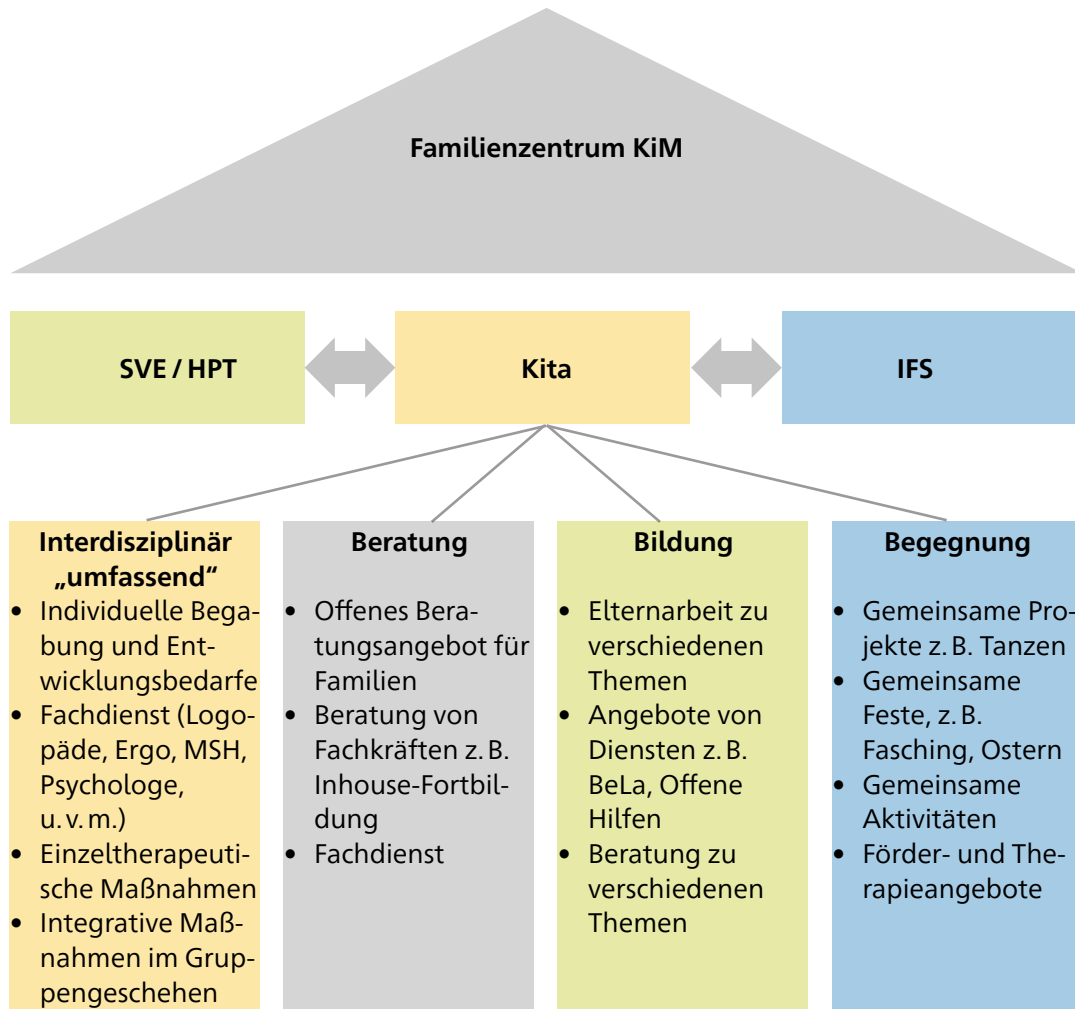 Familienzentrum KiM
SVE / HPT
Kita
IFS
Interdisziplinär
„umfassend“
• Individuelle Bega-
bung und Ent-
wicklungsbedarfe
• Fachdienst (Logo-
päde, Ergo, MSH,
Psychologe,
u. v. m.)
• Einzeltherapeuti-
sche Maßnahmen
• Integrative Maß-
nahmen im Grup-
pengeschehen
Beratung
• Offenes Bera-
tungsangebot für
Familien
• Beratung von
Fachkräften z. B.
Inhouse-Fortbil-
dung
• Fachdienst
Bildung
• Elternarbeit zu
verschiedenen
Themen
• Angebote von
Diensten z. B.
BeLa, Offene
Hilfen
• Beratung zu
verschiedenen
Themen
Begegnung
• Gemeinsame Pro-
jekte z. B. Tanzen
• Gemeinsame
Feste, z. B.
Fasching, Ostern
• Gemeinsame
Aktivitäten
• Förder- und The-
rapieangebote